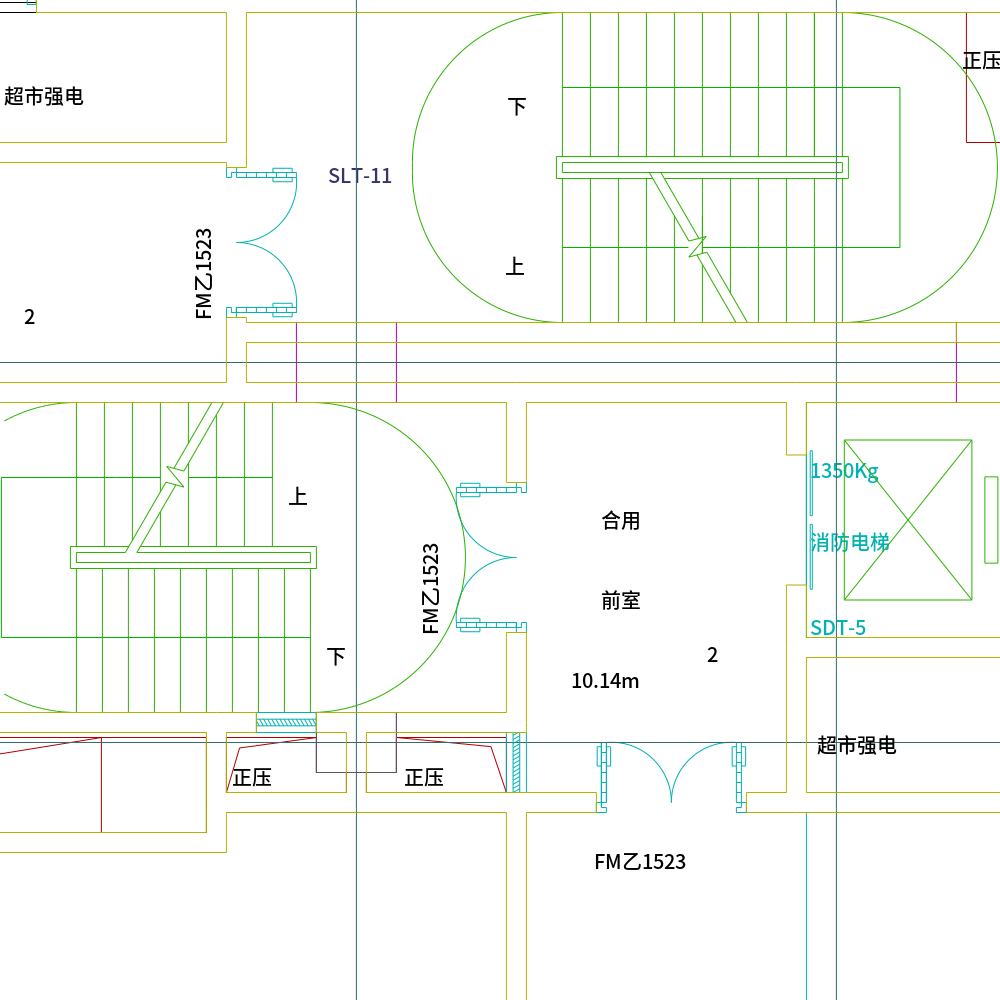 正压
超市强电
下
SLT-11
FM乙1523
上
2
1350Kg
上
合用
消防电梯
FM乙1523
前室
SDT-5
下
2
10.14m
超市强电
正压
正压
FM乙1523